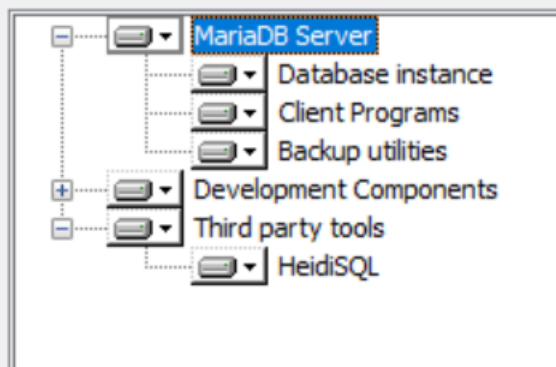 MariaDB Server
Database instance
Client Programs
Backup utilities
Development Components
Third party tools
HeidiSQL